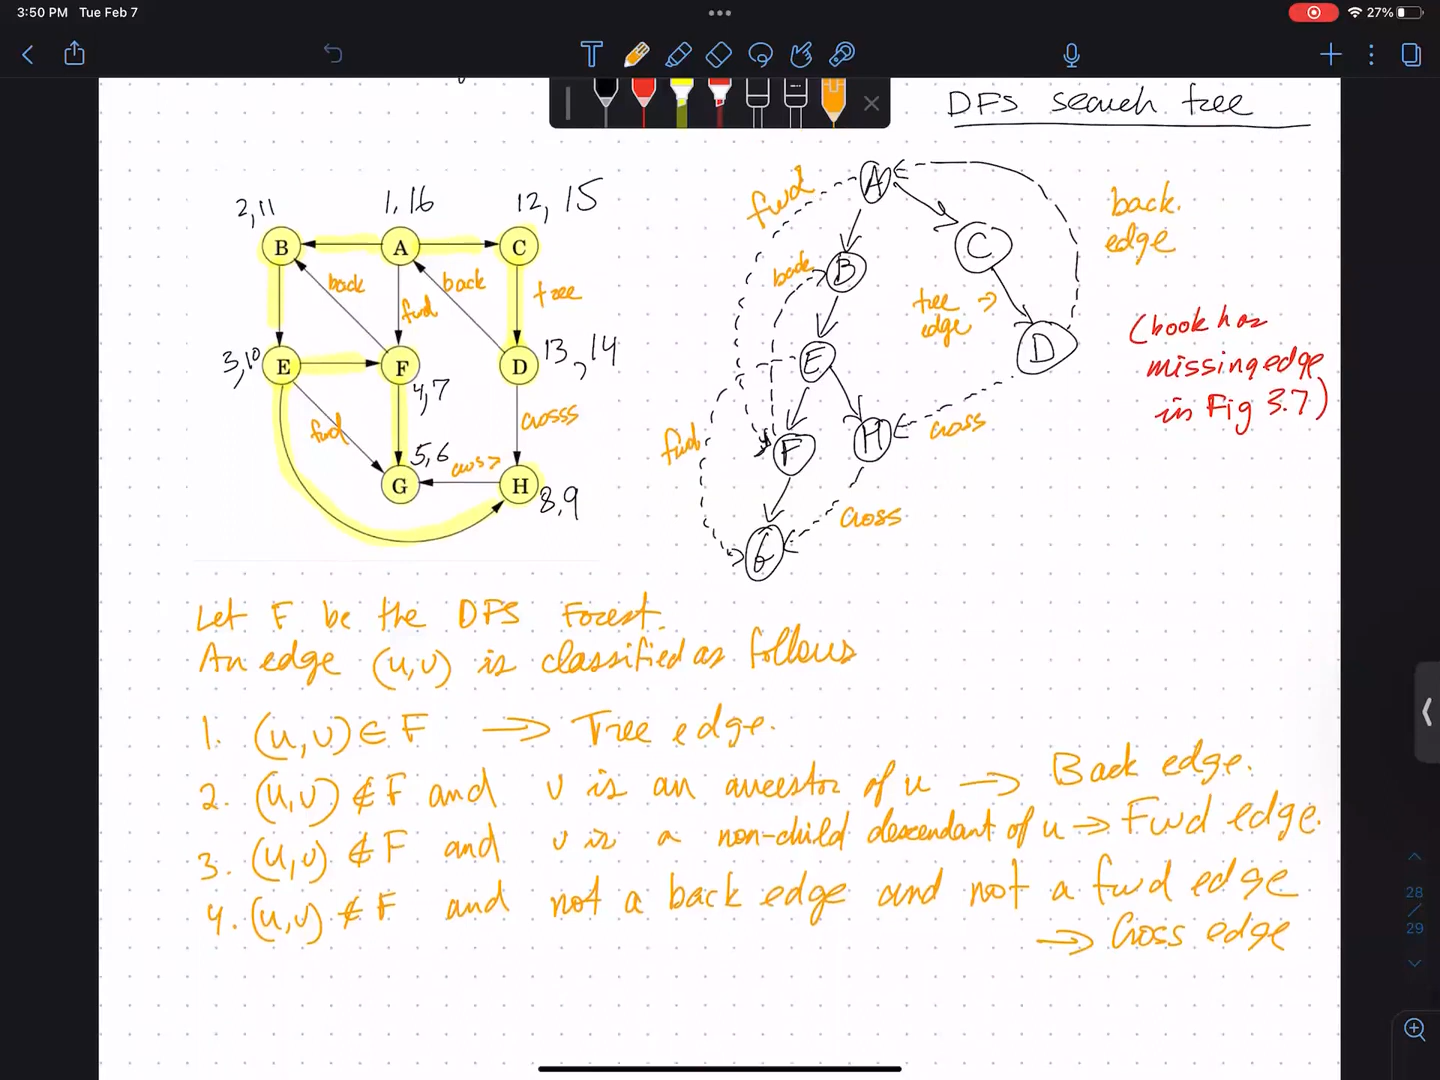 3:50 PM Tue Feb 7
27%
DFS search tree
2,11
1,16
12, 15
B
A
C
back
back
fwd
tree
3,10
E
F
D
13, 14
4,7
fwd
crosss
5,6
cross
G
H
8,9
fwd
A
back
edge
back
B
C
tree
edge
(book has
missing edge
in Fig 3.7)
E
D
fwd
F
H
cross
cross
G
Let F be the DFS Forest.
An edge (u,v) is classified as follows
1. (u,v) ∈ F → Tree edge.
2. (u,v) ∉ F and v is an ancestor of u → Back edge.
3. (u,v) ∉ F and v is a non-child descendant of u → Fwd edge.
4. (u,v) ∉ F and not a back edge and not a fwd edge
→ Cross edge
28
/
29